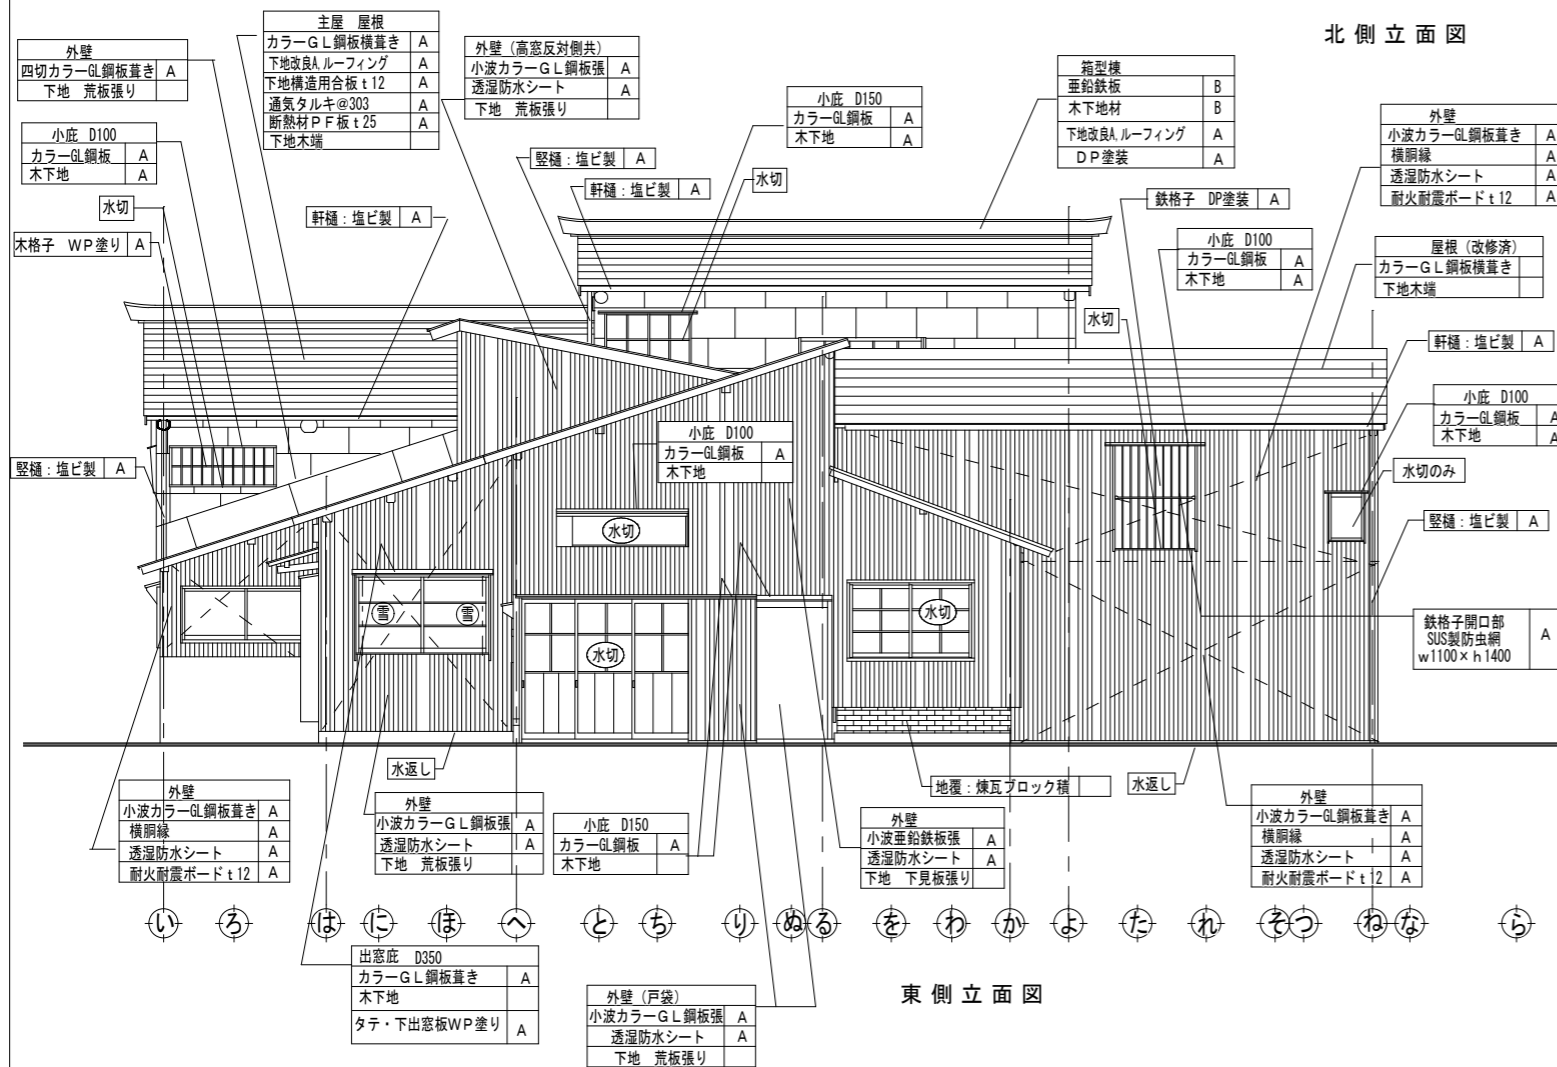 北側立面図
外壁
四切カラーGL鋼板葺き A
下地 荒板張り
主屋 屋根
カラーGL鋼板横葺き A
下地改良A.ルーフィング A
下地構造用合板t12 A
通気タルキ@303 A
断熱材PF板t25 A
下地木端
外壁(高窓反対側共)
小波カラーGL鋼板張 A
透湿防水シート A
下地 荒板張り
小庇 D150
カラーGL鋼板 A
木下地 A
箱型棟
亜鉛鉄板 B
木下地材 B
下地改良A.ルーフィング A
DP塗装 A
外壁
小波カラーGL鋼板葺き A
横胴縁 A
透湿防水シート A
耐火耐震ボードt12 A
小庇 D100
カラーGL鋼板 A
木下地 A
水切
木格子 WP塗り A
軒樋:塩ビ製 A
竪樋:塩ビ製 A
軒樋:塩ビ製 A
水切
鉄格子 DP塗装 A
小庇 D100
カラーGL鋼板 A
木下地 A
水切
屋根(改修済)
カラーGL鋼板横葺き
下地木端
軒樋:塩ビ製 A
小庇 D100
カラーGL鋼板 A
木下地 A
水切のみ
竪樋:塩ビ製 A
竪樋:塩ビ製 A
小庇 D100
カラーGL鋼板 A
木下地
水切
雪
雪
水切
水切
鉄格子開口部
SUS製防虫網 A
w1100×h1400
水返し
地覆:煉瓦ブロック積
水返し
外壁
小波カラーGL鋼板葺き A
横胴縁 A
透湿防水シート A
耐火耐震ボードt12 A
外壁
小波カラーGL鋼板張 A
透湿防水シート A
下地 荒板張り
小庇 D150
カラーGL鋼板 A
木下地
外壁
小波亜鉛鉄板張 A
透湿防水シート A
下地 下見板張り
外壁
小波カラーGL鋼板葺き A
横胴縁 A
透湿防水シート A
耐火耐震ボードt12 A
い ろ は に ほ へ と ち り ぬ る を わ か よ た れ そ つ ね な ら
出窓庇 D350
カラーGL鋼板葺き A
木下地
タテ・下出窓板WP塗り A
外壁(戸袋)
小波カラーGL鋼板張 A
透湿防水シート A
下地 荒板張り
東側立面図